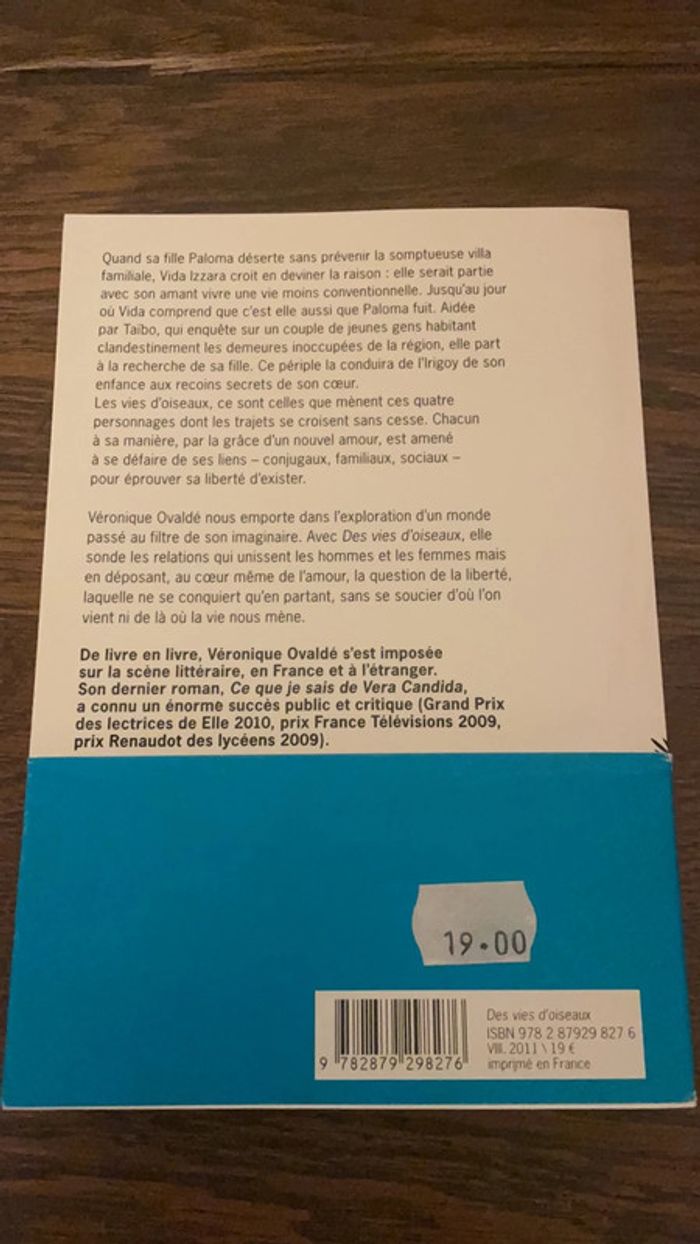 Quand sa fille Paloma déserte sans prévenir la somptueuse villa
familiale, Vida Izzara croit en deviner la raison : elle serait partie
avec son amant vivre une vie moins conventionnelle. Jusqu'au jour
où Vida comprend que c'est elle aussi que Paloma fuit. Aidée
par Taïbo, qui enquête sur un couple de jeunes gens habitant
clandestinement les demeures inoccupées de la région, elle part
à la recherche de sa fille. Ce périple la conduira de l'Irigoy de son
enfance aux recoins secrets de son cœur.
Les vies d'oiseaux, ce sont celles que mènent ces quatre
personnages dont les trajets se croisent sans cesse. Chacun
à sa manière, par la grâce d'un nouvel amour, est amené
à se défaire de ses liens – conjugaux, familiaux, sociaux –
pour éprouver sa liberté d'exister.
Véronique Ovaldé nous emporte dans l'exploration d'un monde
passé au filtre de son imaginaire. Avec Des vies d'oiseaux, elle
sonde les relations qui unissent les hommes et les femmes mais
en déposant, au cœur même de l'amour, la question de la liberté,
laquelle ne se conquiert qu'en partant, sans se soucier d'où l'on
vient ni de là où la vie nous mène.
De livre en livre, Véronique Ovaldé s'est imposée
sur la scène littéraire, en France et à l'étranger.
Son dernier roman, Ce que je sais de Vera Candida,
a connu un énorme succès public et critique (Grand Prix
des lectrices de Elle 2010, prix France Télévisions 2009,
prix Renaudot des lycéens 2009).
19.00
Des vies d'oiseaux
ISBN 978 2 87929 827 6
VIII. 2011 \ 19 €
imprimé en France
9 782879 298276